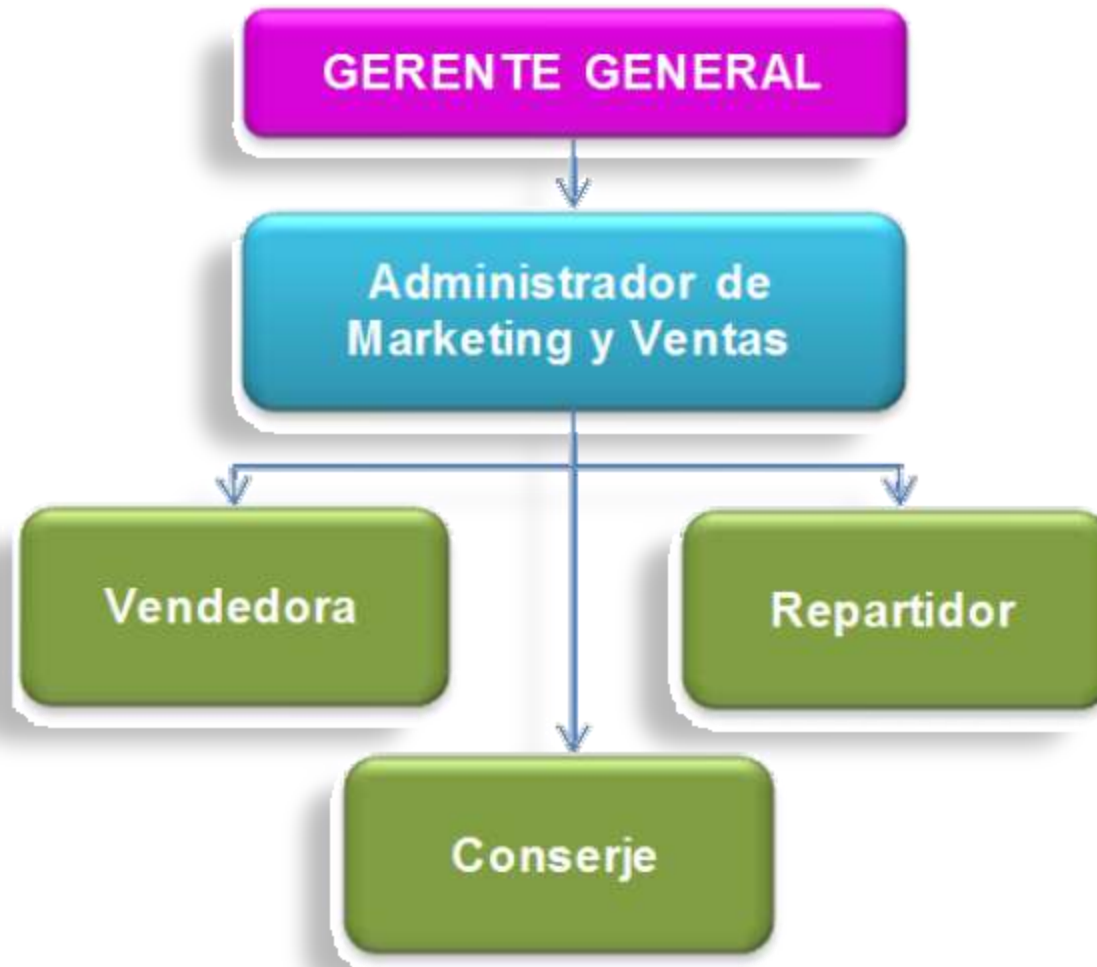 GERENTE GENERAL
Administrador de
Marketing y Ventas
Vendedora
Repartidor
Conserje